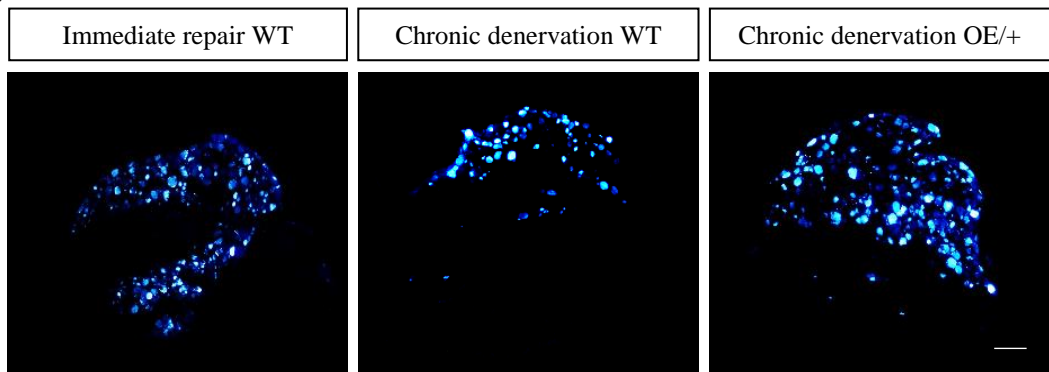 Immediate repair WT
Chronic denervation WT
Chronic denervation OE/+